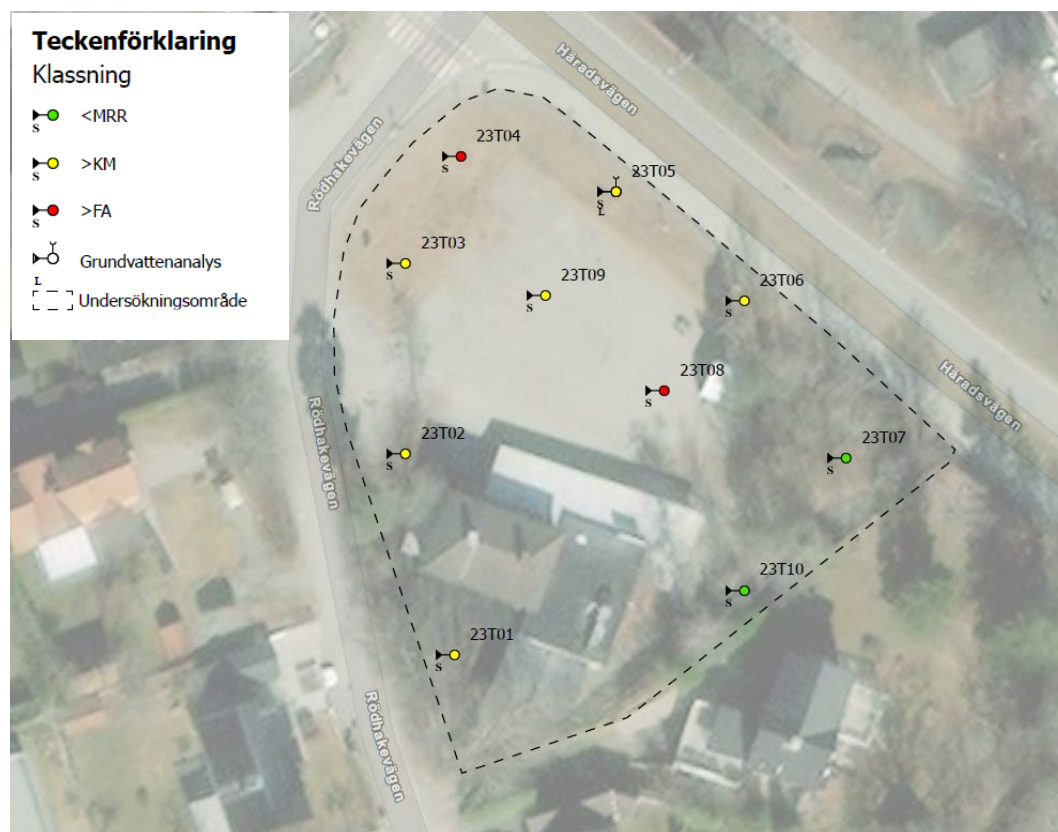 Teckenförklaring
Klassning
S <MRR
S >KM
S >FA
L Grundvattenanalys
Undersökningsområde
Häradsvägen
Rödhakevägen
23T04
S
23T05
S
L
23T03
S
23T09
S
23T06
S
23T08
S
Häradsvägen
Rödhakevägen
23T02
S
23T07
S
23T10
S
23T01
S
Rödhakevägen